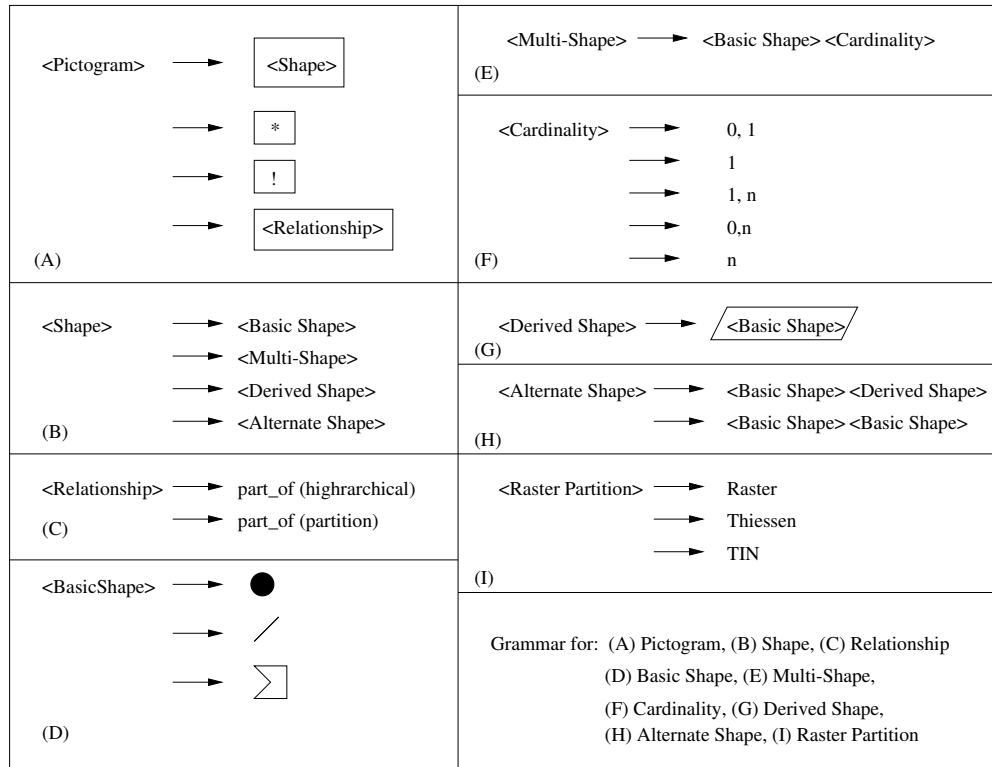 <Pictogram> <Shape>
*
!
<Relationship>
(A)
<Shape> <Basic Shape>
<Multi-Shape>
<Derived Shape>
<Alternate Shape>
(B)
<Relationship> part_of (highrarchical)
part_of (partition)
(C)
<BasicShape>
(D)
<Multi-Shape> <Basic Shape> <Cardinality>
(E)
<Cardinality> 0, 1
1
1, n
0,n
n
(F)
<Derived Shape> <Basic Shape>
(G)
<Alternate Shape> <Basic Shape> <Derived Shape>
<Basic Shape> <Basic Shape>
(H)
<Raster Partition> Raster
Thiessen
TIN
(I)
Grammar for: (A) Pictogram, (B) Shape, (C) Relationship
(D) Basic Shape, (E) Multi-Shape,
(F) Cardinality, (G) Derived Shape,
(H) Alternate Shape, (I) Raster Partition